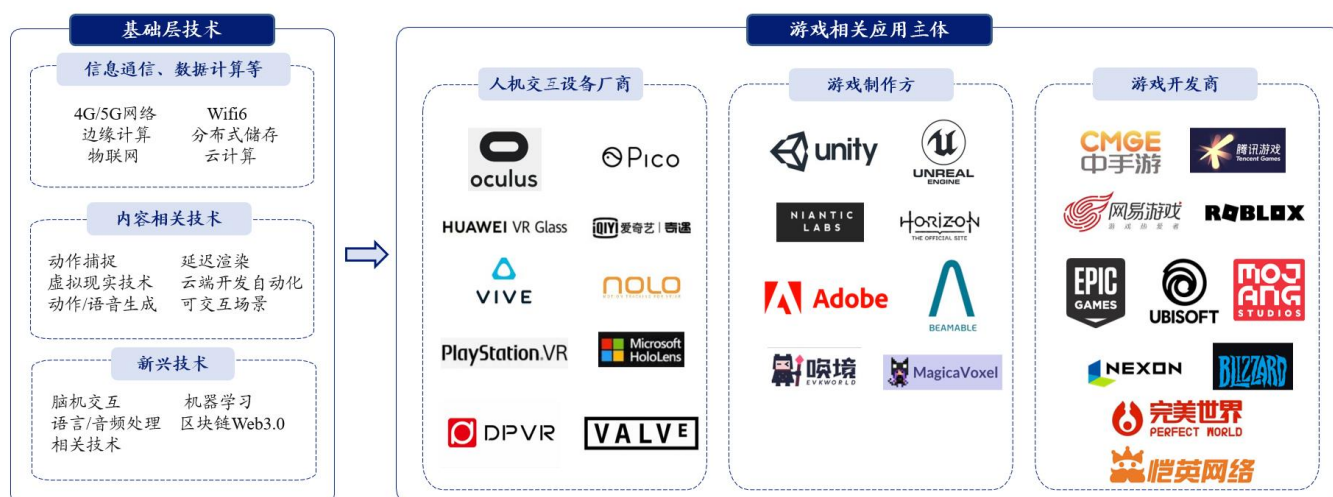 基础层技术
信息通信、数据计算等
4G/5G网络 Wifi6
边缘计算 分布式储存
物联网 云计算
内容相关技术
动作捕捉 延迟渲染
虚拟现实技术 云端开发自动化
动作/语音生成 可交互场景
新兴技术
脑机交互 机器学习
语言/音频处理 区块链Web3.0
相关技术
游戏相关应用主体
人机交互设备厂商
oculus
Pico
HUAWEI VR Glass
iQIY 爱奇艺 奇遇
VIVE
NOLO
PlayStation.VR
Microsoft
HoloLens
DPVR
VALVE
游戏制作方
unity
UNREAL
ENGINE
NIANTIC
LABS
HORIZON
THE OFFICIAL SITE
Adobe
BEAMABLE
唤境
EVKWORLD
MagicaVoxel
游戏开发商
CMGE
中手游
腾讯游戏
Tencent Games
网易游戏
游戏热爱者
ROBLOX
EPIC
GAMES
UBISOFT
MOJ
ANG
STUDIOS
NEXON
BLIZZARD
完美世界
PERFECT WORLD
恺英网络